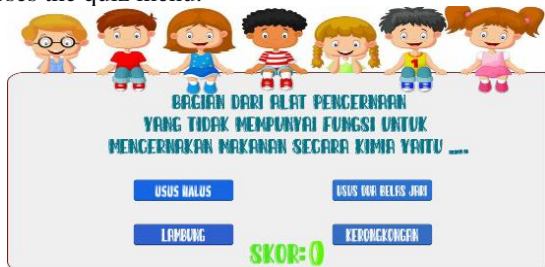 BAGIAN DARI ALAT PENCERNAAN
YANG TIDAK MEMPUNYAI FUNGSI UNTUK
MENCERNAKAN MAKANAN SECARA KIMIA YAITU ....
USUS HALUS
USUS DUA BELAS JARI
LAMBUNG
KERONGKONGAN
SKOR: 0